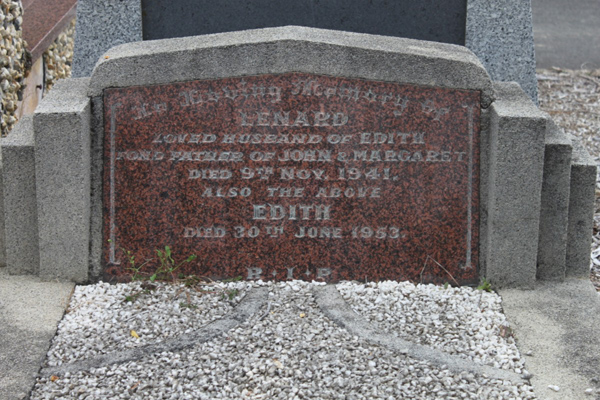 In Loving Memory of
LENARD
LOVED HUSBAND OF EDITH
FOND FATHER OF JOHN & MARGARET
DIED 9TH NOV. 1941.
ALSO THE ABOVE
EDITH
DIED 30TH JUNE 1953.
R·I·P